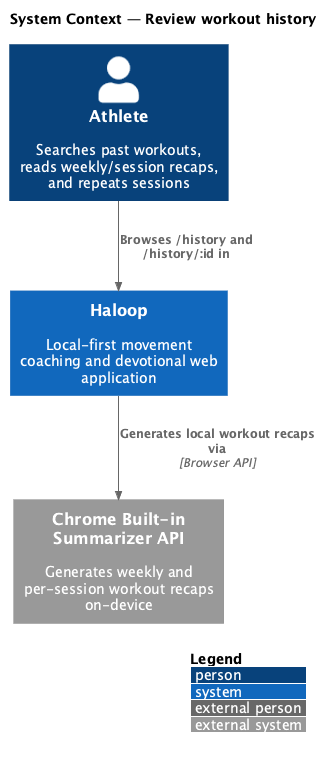 System Context — Review workout history
Athlete
Searches past workouts,
reads weekly/session recaps,
and repeats sessions
Browses /history and
/history/:id in
Haloop
Local-first movement
coaching and devotional web
application
Generates local workout recaps
via
[Browser API]
Chrome Built-in
Summarizer API
Generates weekly and
per-session workout recaps
on-device
Legend
person
system
external person
external system